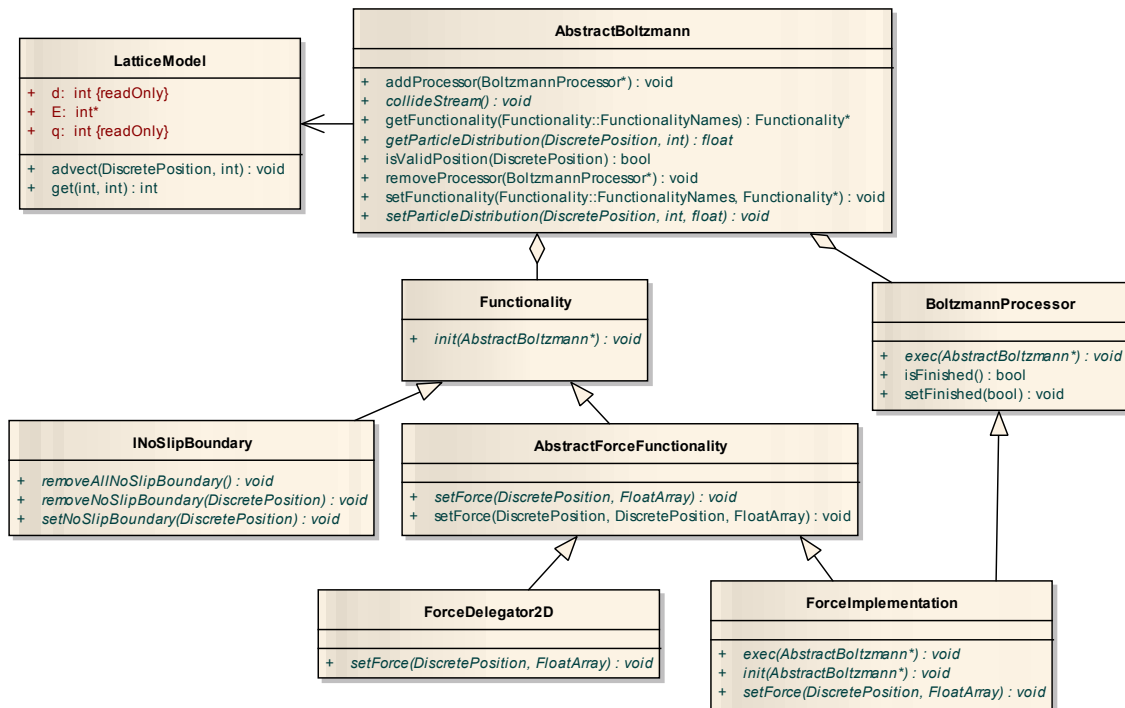 AbstractBoltzmann
+ addProcessor(BoltzmannProcessor*) : void
+ collideStream() : void
+ getFunctionality(Functionality::FunctionalityNames) : Functionality*
+ getParticleDistribution(DiscretePosition, int) : float
+ isValidPosition(DiscretePosition) : bool
+ removeProcessor(BoltzmannProcessor*) : void
+ setFunctionality(Functionality::FunctionalityNames, Functionality*) : void
+ setParticleDistribution(DiscretePosition, int, float) : void
LatticeModel
+ d: int {readOnly}
+ E: int*
+ q: int {readOnly}
+ advect(DiscretePosition, int) : void
+ get(int, int) : int
Functionality
+ init(AbstractBoltzmann*) : void
BoltzmannProcessor
+ exec(AbstractBoltzmann*) : void
+ isFinished() : bool
+ setFinished(bool) : void
INoSlipBoundary
+ removeAllNoSlipBoundary() : void
+ removeNoSlipBoundary(DiscretePosition) : void
+ setNoSlipBoundary(DiscretePosition) : void
AbstractForceFunctionality
+ setForce(DiscretePosition, FloatArray) : void
+ setForce(DiscretePosition, DiscretePosition, FloatArray) : void
ForceDelegator2D
+ setForce(DiscretePosition, FloatArray) : void
ForceImplementation
+ exec(AbstractBoltzmann*) : void
+ init(AbstractBoltzmann*) : void
+ setForce(DiscretePosition, FloatArray) : void